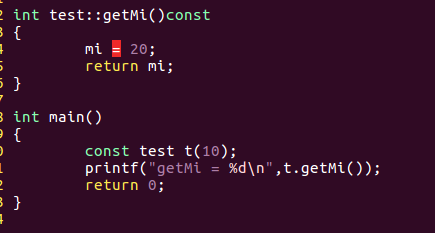 2 int test::getMi()const
3 {
4 mi = 20;
5 return mi;
6 }
7
8 int main()
9 {
0 const test t(10);
1 printf("getMi = %d\n",t.getMi());
2 return 0;
3 }
4